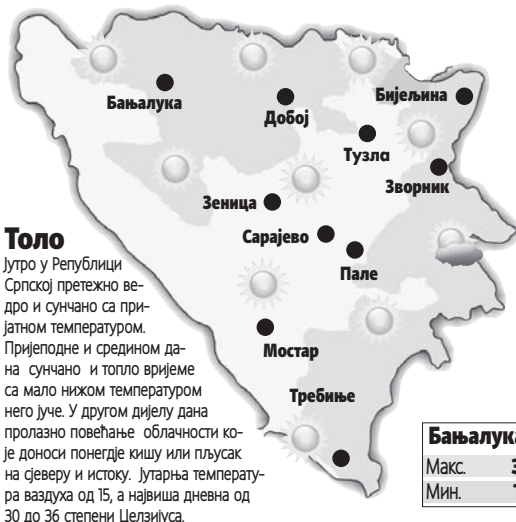 Бањалука
Добој
Бијељина
Тузла
Зворник
Зеница
Сарајево
Пале
Мостар
Требиње
Толо
Јутро у Републици
Српској претежно ве-
дро и сунчано са при-
јатном температуром.
Пријеподне и средином да-
на сунчано и топло вријеме
са мало нижом температуром
него јуче. У другом дијелу дана
пролазно повећање облачности ко-
је доноси понегдје кишу или пљусак
на сјеверу и истоку. Јутарња температу-
ра ваздуха од 15, а највиша дневна од
30 до 36 степени Целзијуса.
Бањалука
Макс. 3
Мин. 1